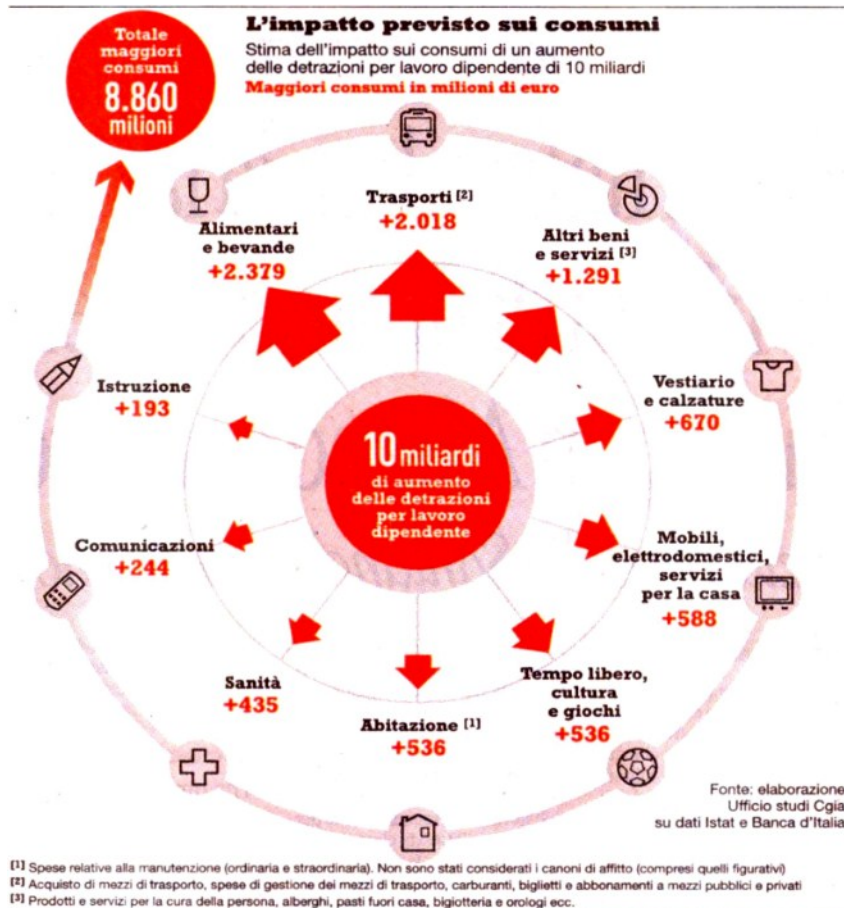 L'impatto previsto sui consumi
Stima dell'impatto sui consumi di un aumento
delle detrazioni per lavoro dipendente di 10 miliardi
Maggiori consumi in milioni di euro
Totale
maggiori
consumi
8.860
milioni
Alimentari
e bevande
+2.379
Trasporti [2]
+2.018
Altri beni
e servizi [3]
+1.291
Vestiario
e calzature
+670
Mobili,
elettrodomestici,
servizi
per la casa
+588
Tempo libero,
cultura
e giochi
+536
Abitazione [1]
+536
Sanità
+435
Comunicazioni
+244
Istruzione
+193
10 miliardi
di aumento
delle detrazioni
per lavoro
dipendente
Fonte: elaborazione
Ufficio studi Cgia
su dati Istat e Banca d'Italia
[1] Spese relative alla manutenzione (ordinaria e straordinaria). Non sono stati considerati i canoni di affitto (compresi quelli figurativi)
[2] Acquisto di mezzi di trasporto, spese di gestione dei mezzi di trasporto, carburanti, biglietti e abbonamenti a mezzi pubblici e privati
[3] Prodotti e servizi per la cura della persona, alberghi, pasti fuori casa, bigiotteria e orologi ecc.